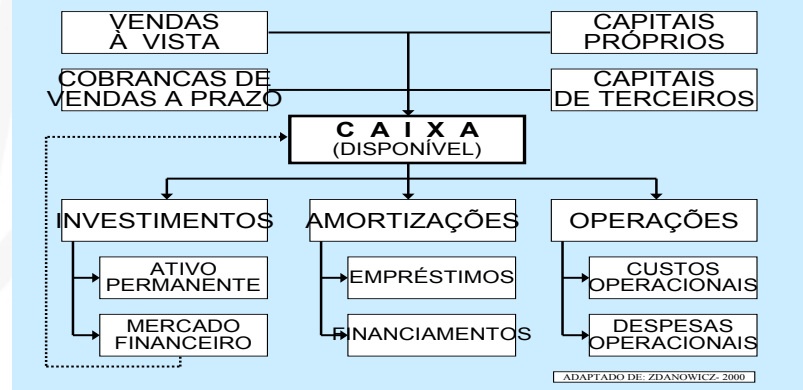 VENDAS
À VISTA
CAPITAIS
PRÓPRIOS
COBRANCAS DE
VENDAS A PRAZO
CAPITAIS
DE TERCEIROS
C A I X A
(DISPONÍVEL)
INVESTIMENTOS
AMORTIZAÇÕES
OPERAÇÕES
ATIVO
PERMANENTE
EMPRÉSTIMOS
CUSTOS
OPERACIONAIS
MERCADO
FINANCEIRO
FINANCIAMENTOS
DESPESAS
OPERACIONAIS
ADAPTADO DE: ZDANOWICZ- 2000